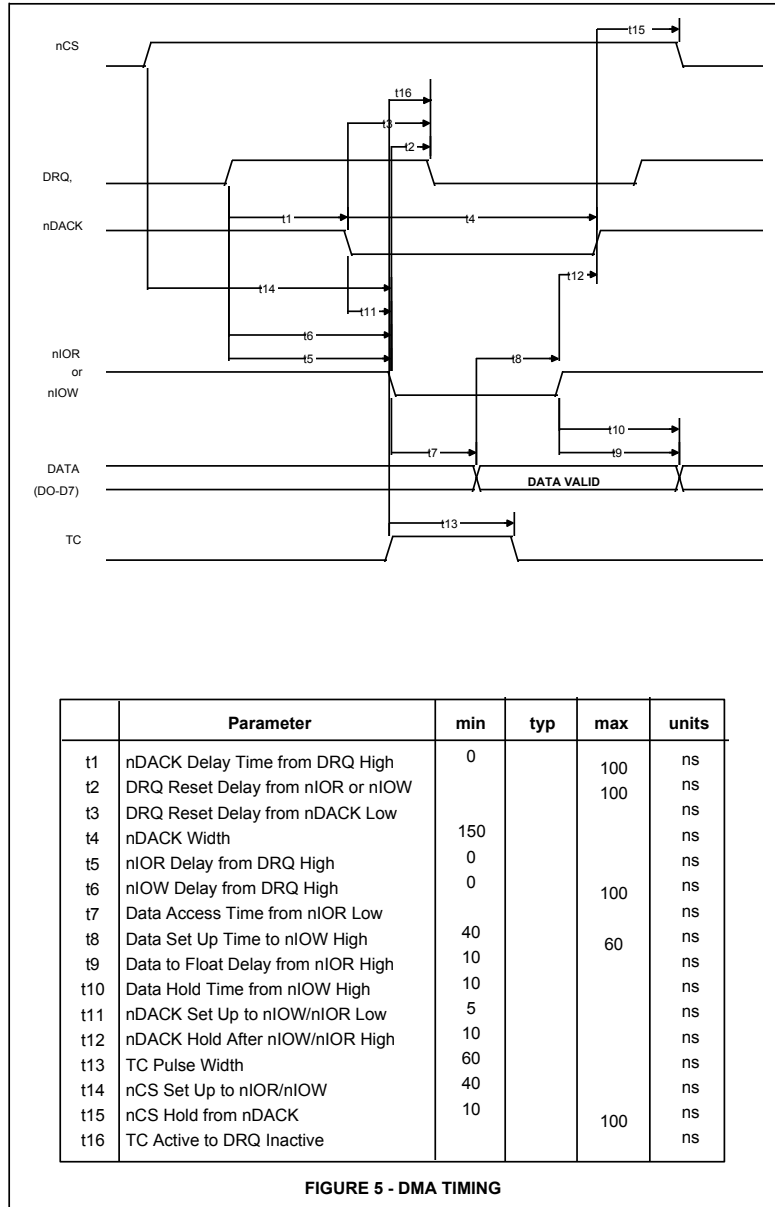 t15
nCS
t16
t3
t2
DRQ,
t1
t4
nDACK
t12
t14
t11
t6
nIOR
t5
t8
or
nIOW
t10
t7
t9
DATA
DATA VALID
(DO-D7)
t13
TC
Parameter min typ max units
t1 nDACK Delay Time from DRQ High 0 100 ns
t2 DRQ Reset Delay from nIOR or nIOW 100 ns
t3 DRQ Reset Delay from nDACK Low ns
t4 nDACK Width 150 ns
t5 nIOR Delay from DRQ High 0 ns
t6 nIOW Delay from DRQ High 0 100 ns
t7 Data Access Time from nIOR Low ns
t8 Data Set Up Time to nIOW High 40 60 ns
t9 Data to Float Delay from nIOR High 10 ns
t10 Data Hold Time from nIOW High 10 ns
t11 nDACK Set Up to nIOW/nIOR Low 5 ns
t12 nDACK Hold After nIOW/nIOR High 10 ns
t13 TC Pulse Width 60 ns
t14 nCS Set Up to nIOR/nIOW 40 ns
t15 nCS Hold from nDACK 10 100 ns
t16 TC Active to DRQ Inactive ns
FIGURE 5 - DMA TIMING